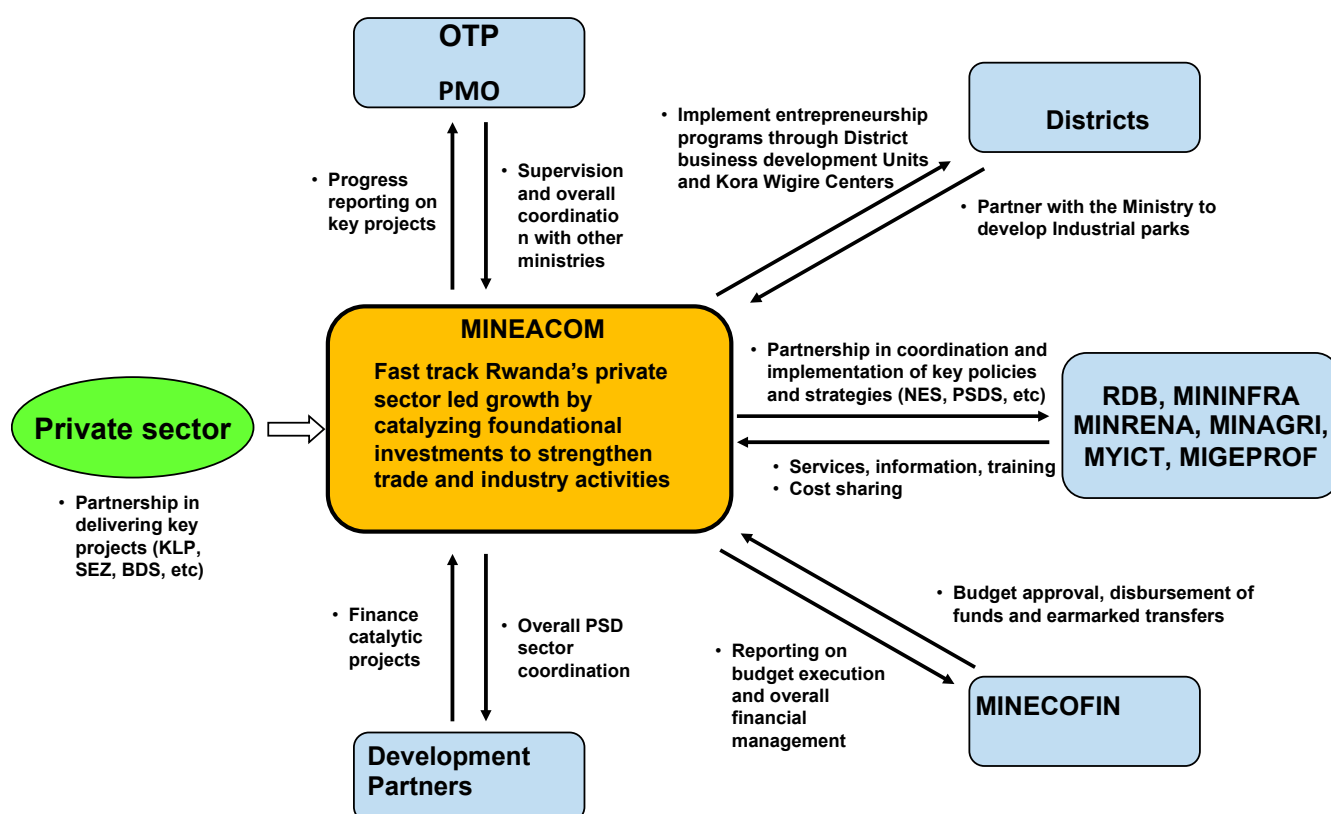 OTP
PMO
• Implement entrepreneurship
programs through District
business development Units
and Kora Wigire Centers
Districts
• Progress
reporting on
key projects
• Supervision
and overall
coordinatio
n with other
ministries
• Partner with the Ministry to
develop Industrial parks
MINEACOM
Fast track Rwanda’s private
sector led growth by
catalyzing foundational
investments to strengthen
trade and industry activities
• Partnership in coordination and
implementation of key policies
and strategies (NES, PSDS, etc)
RDB, MININFRA
MINRENA, MINAGRI,
MYICT, MIGEPROF
Private sector
• Services, information, training
• Cost sharing
• Partnership in
delivering key
projects (KLP,
SEZ, BDS, etc)
• Finance
catalytic
projects
• Overall PSD
sector
coordination
• Budget approval, disbursement of
funds and earmarked transfers
• Reporting on
budget execution
and overall
financial
management
MINECOFIN
Development
Partners